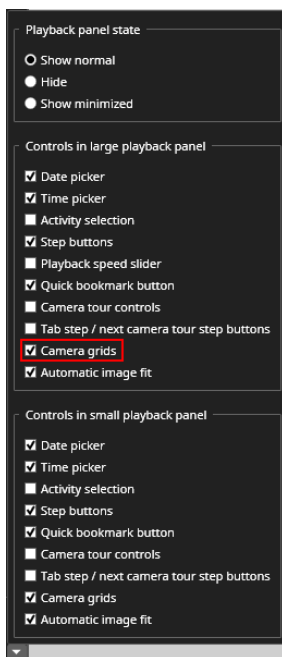 Playback panel state
Show normal
Hide
Show minimized
Controls in large playback panel
Date picker
Time picker
Activity selection
Step buttons
Playback speed slider
Quick bookmark button
Camera tour controls
Tab step / next camera tour step buttons
Camera grids
Automatic image fit
Controls in small playback panel
Date picker
Time picker
Activity selection
Step buttons
Quick bookmark button
Camera tour controls
Tab step / next camera tour step buttons
Camera grids
Automatic image fit